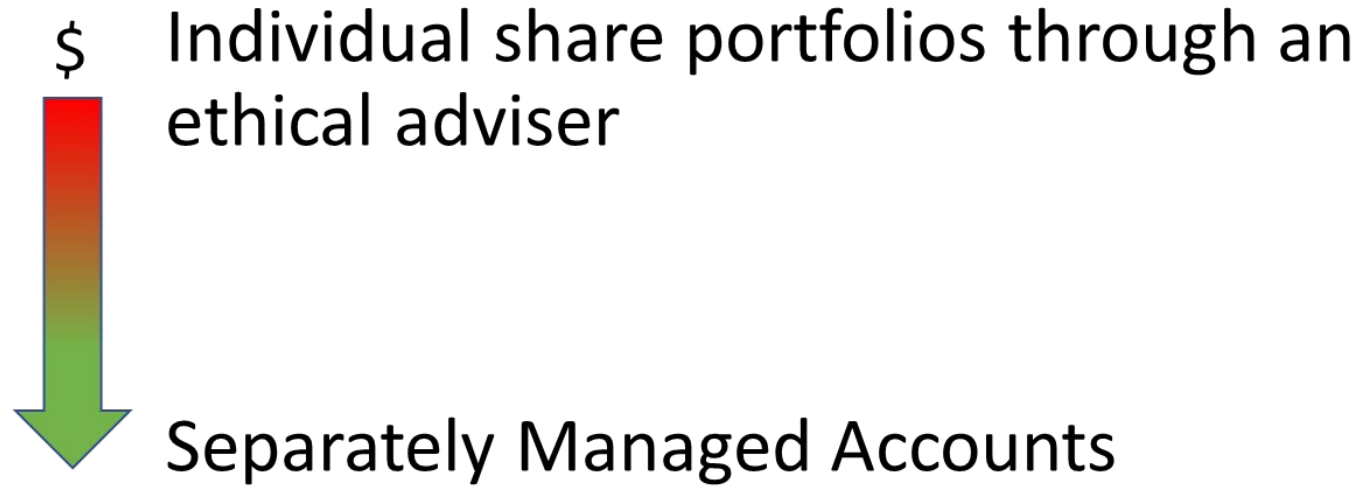 $
Individual share portfolios through an
ethical adviser
Separately Managed Accounts